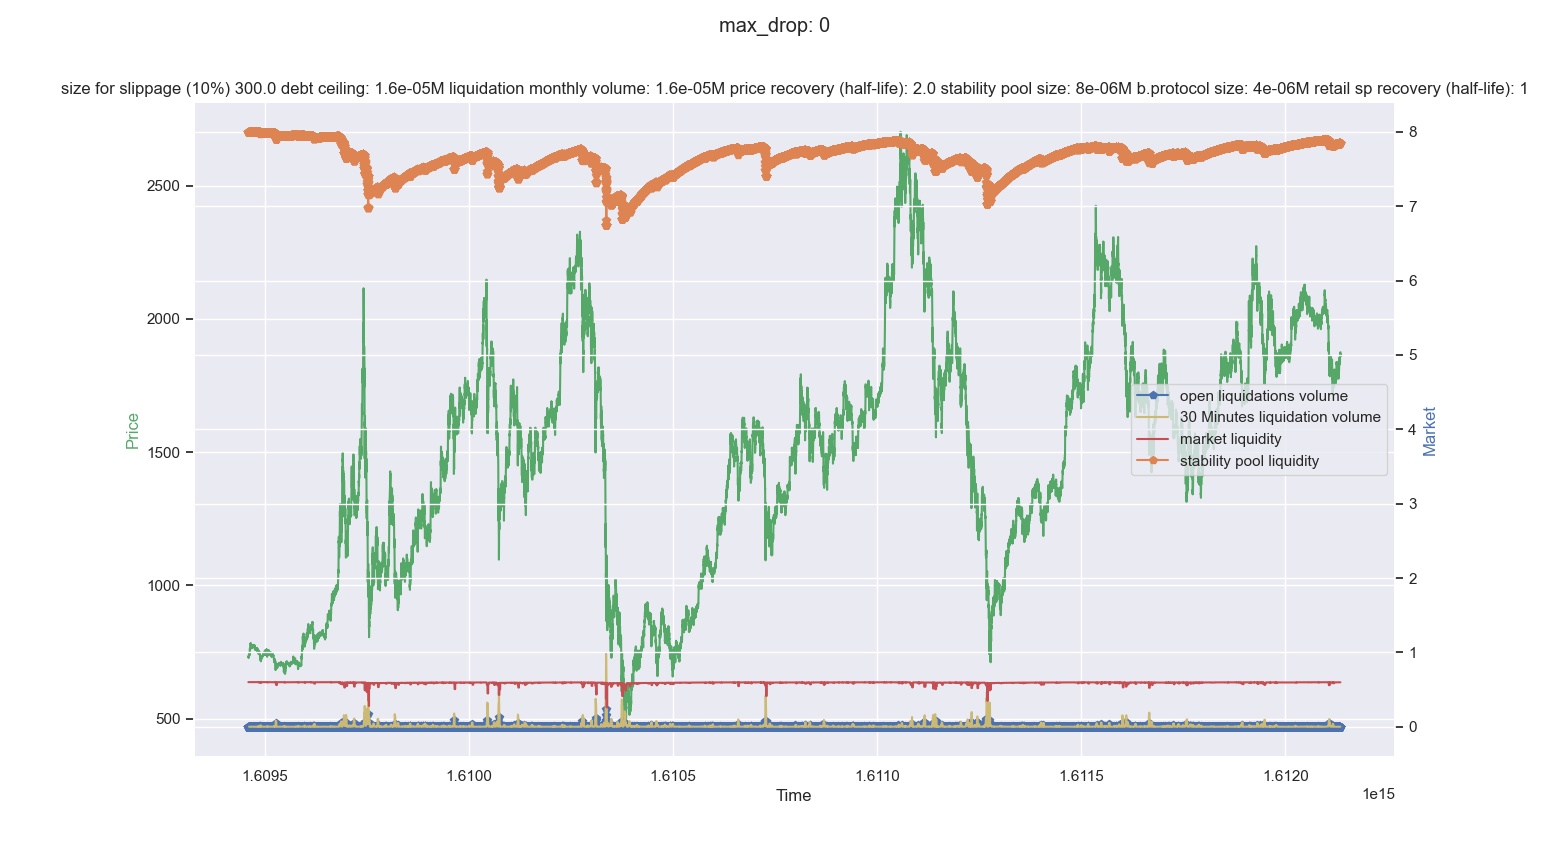 max_drop: 0
size for slippage (10%) 300.0 debt ceiling: 1.6e-05M liquidation monthly volume: 1.6e-05M price recovery (half-life): 2.0 stability pool size: 8e-06M b.protocol size: 4e-06M retail sp recovery (half-life): 1
8
2500
7
6
2000
5
open liquidations volume
30 Minutes liquidation volume
market liquidity
stability pool liquidity
Price
Market
4
1500
3
1000
2
1
500
0
1.6095
1.6100
1.6105
1.6110
1.6115
1.6120
Time
1e15